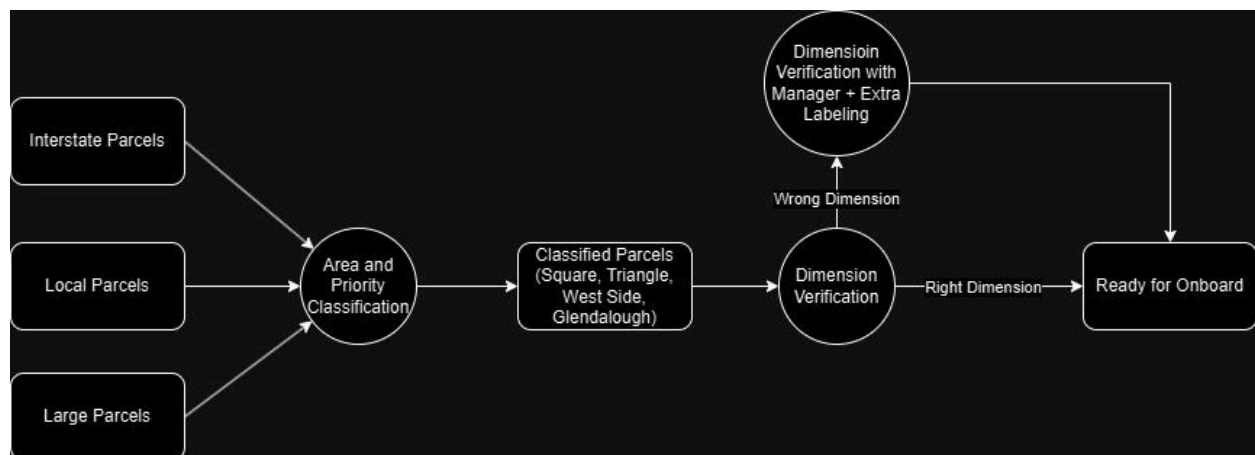 Interstate Parcels
Local Parcels
Large Parcels
Area and
Priority
Classification
Classified Parcels
(Square, Triangle,
West Side,
Glendalough)
Dimension
Verification
Wrong Dimension
Dimensioin
Verification with
Manager + Extra
Labeling
Right Dimension
Ready for Onboard